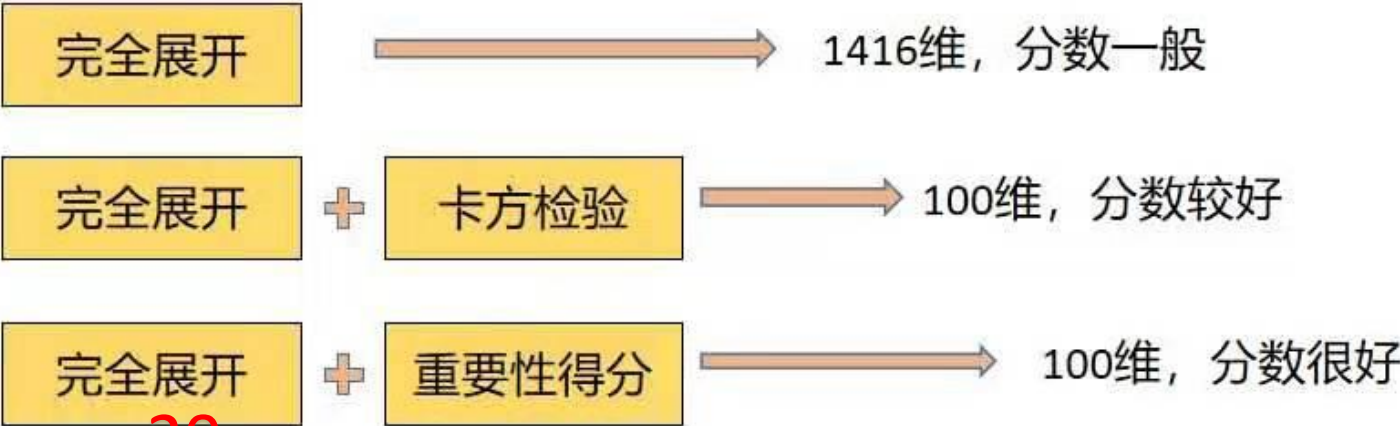 完全展开 1416维，分数一般
完全展开 + 卡方检验 100维，分数较好
完全展开 + 重要性得分 100维，分数很好